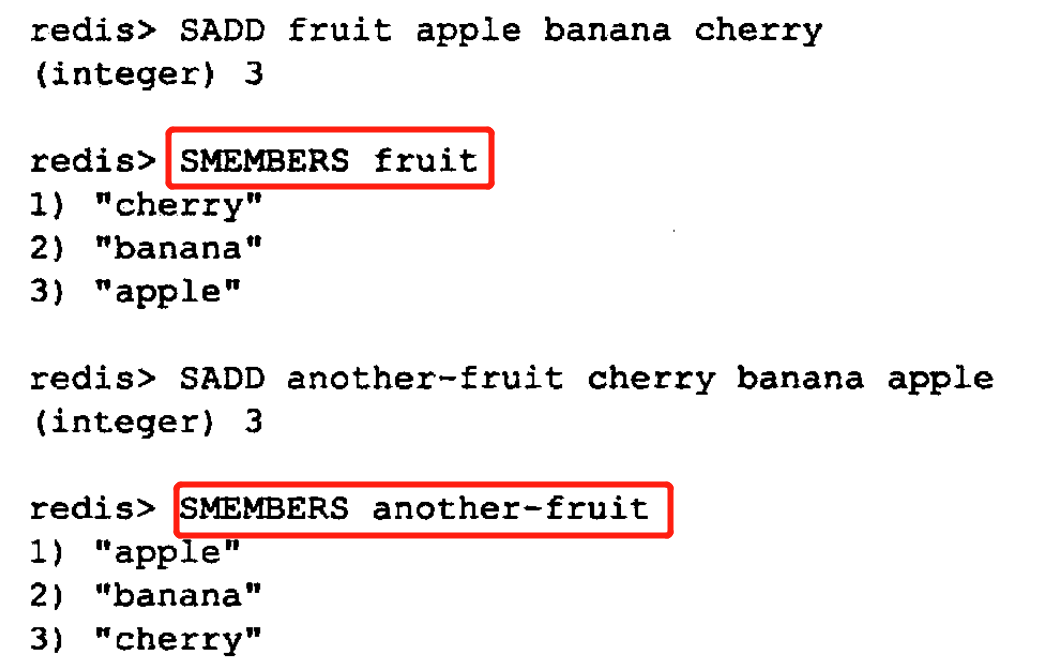 redis> SADD fruit apple banana cherry
(integer) 3
redis> SMEMBERS fruit
1) "cherry"
2) "banana"
3) "apple"
redis> SADD another-fruit cherry banana apple
(integer) 3
redis> SMEMBERS another-fruit
1) "apple"
2) "banana"
3) "cherry"